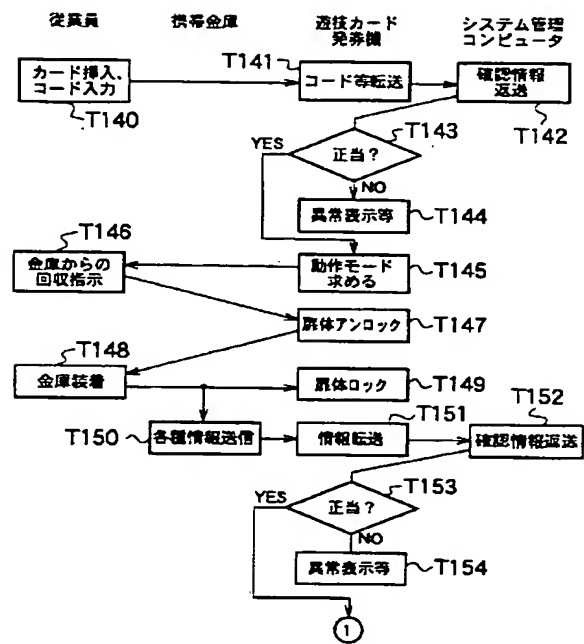 従業員
携帯金庫
遊技カード
発券機
システム管理
コンピュータ
カード挿入、
コード入力
T140
T141
コード等転送
確認情報
返送
T142
T143
YES
正当?
NO
異常表示等
T144
T146
金庫からの
回収指示
動作モード
求める
T145
扉体アンロック
T147
T148
金庫装着
扉体ロック
T149
T150
各種情報送信
T151
情報転送
T152
確認情報返送
T153
YES
正当?
NO
異常表示等
T154
1